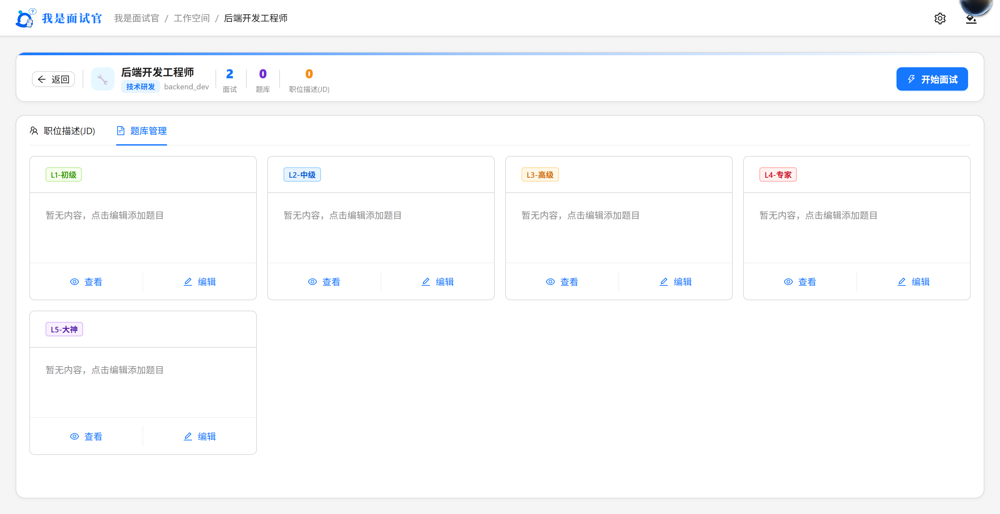 我是面试官 我是面试官 / 工作空间 / 后端开发工程师
返回
后端开发工程师
技术研发 backend_dev
2 面试
0 题库
0 职位描述(JD)
开始面试
职位描述(JD) 题库管理
L1-初级
暂无内容，点击编辑添加题目
查看 编辑
L2-中级
暂无内容，点击编辑添加题目
查看 编辑
L3-高级
暂无内容，点击编辑添加题目
查看 编辑
L4-专家
暂无内容，点击编辑添加题目
查看 编辑
L5-大神
暂无内容，点击编辑添加题目
查看 编辑